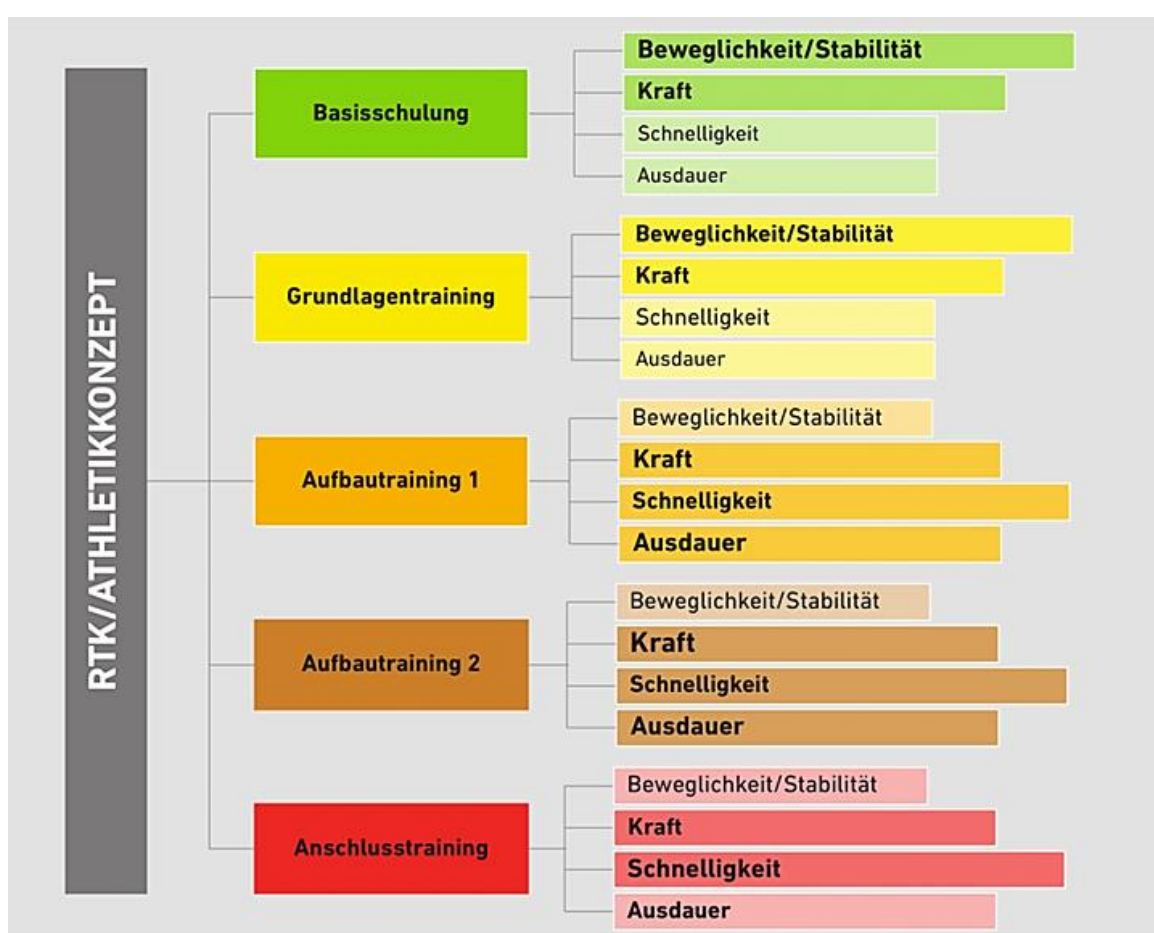 RTK/ATHLETIKKONZEPT
Basisschulung
Beweglichkeit/Stabilität
Kraft
Schnelligkeit
Ausdauer
Grundlagentraining
Beweglichkeit/Stabilität
Kraft
Schnelligkeit
Ausdauer
Aufbautraining 1
Beweglichkeit/Stabilität
Kraft
Schnelligkeit
Ausdauer
Aufbautraining 2
Beweglichkeit/Stabilität
Kraft
Schnelligkeit
Ausdauer
Anschlusstraining
Beweglichkeit/Stabilität
Kraft
Schnelligkeit
Ausdauer